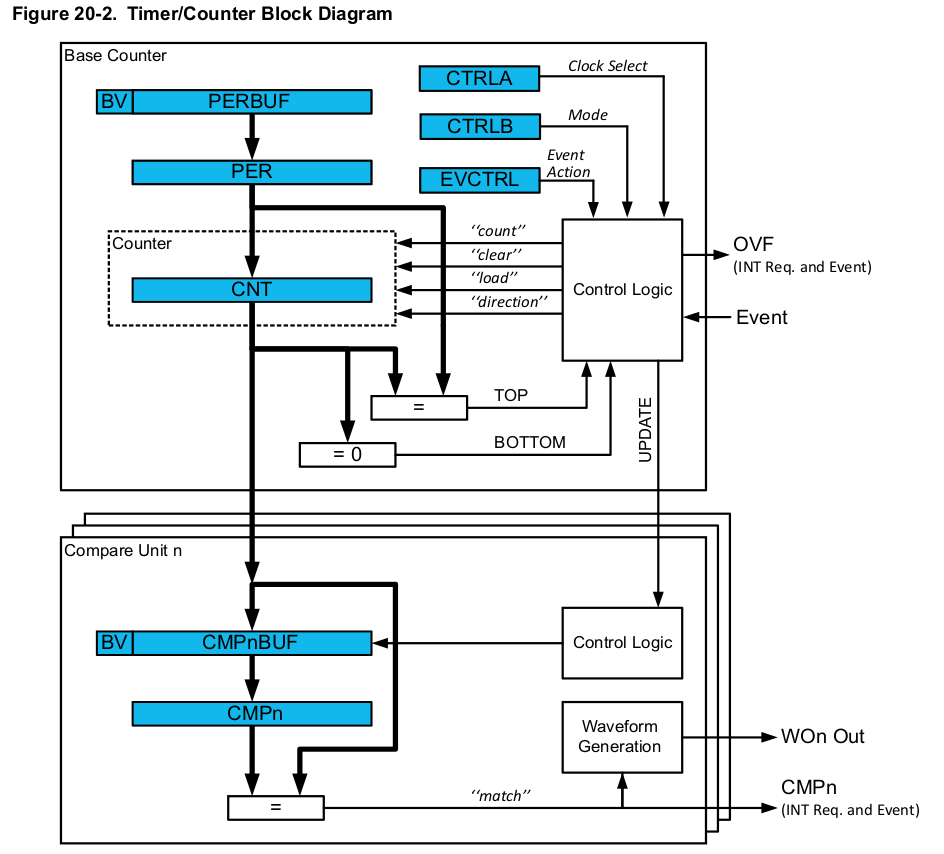 Figure 20-2. Timer/Counter Block Diagram
Base Counter
CTRLA
Clock Select
BV
PERBUF
CTRLB
Mode
PER
EVCTRL
Event
Action
Counter
CNT
‘‘count’’
‘‘clear’’
‘‘load’’
‘‘direction’’
Control Logic
OVF
(INT Req. and Event)
Event
=
TOP
= 0
BOTTOM
UPDATE
Compare Unit n
BV
CMPnBUF
Control Logic
CMPn
Waveform
Generation
WOn Out
=
‘‘match’’
CMPn
(INT Req. and Event)